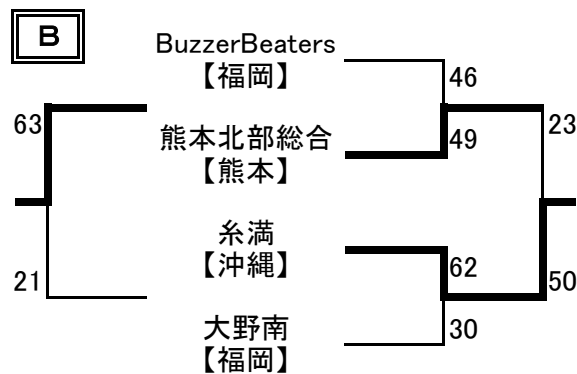 B
BuzzerBeaters
【福岡】
46
63
23
熊本北部総合
49
【熊本】
糸満
【沖縄】
62
21
50
大野南
30
【福岡】